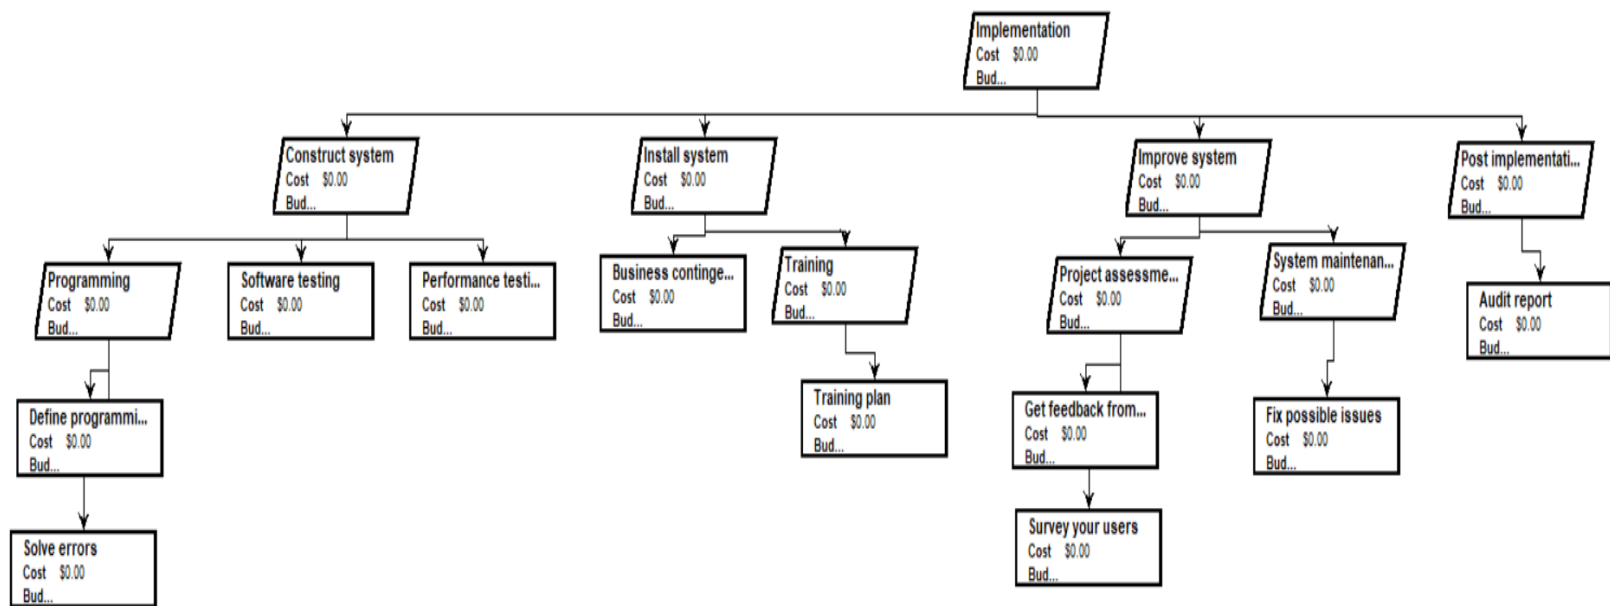 Implementation
Cost $0.00
Bud...
Construct system
Cost $0.00
Bud...
Install system
Cost $0.00
Bud...
Improve system
Cost $0.00
Bud...
Post implementati...
Cost $0.00
Bud...
Programming
Cost $0.00
Bud...
Software testing
Cost $0.00
Bud...
Performance testi...
Cost $0.00
Bud...
Business continge...
Cost $0.00
Bud...
Training
Cost $0.00
Bud...
Project assessme...
Cost $0.00
Bud...
System maintenan...
Cost $0.00
Bud...
Audit report
Cost $0.00
Bud...
Define programmi...
Cost $0.00
Bud...
Training plan
Cost $0.00
Bud...
Get feedback from...
Cost $0.00
Bud...
Fix possible issues
Cost $0.00
Bud...
Solve errors
Cost $0.00
Bud...
Survey your users
Cost $0.00
Bud...